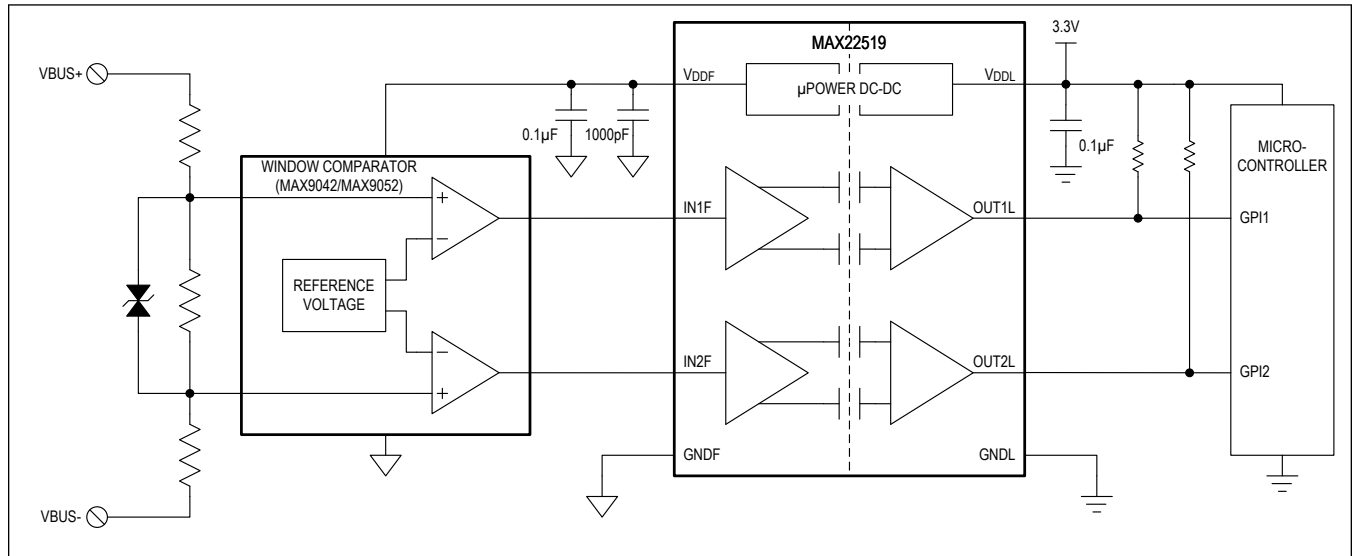 MAX22519
3.3V
VBUS+
VDDF
µPOWER DC-DC
VDDL
0.1µF
1000pF
0.1µF
WINDOW COMPARATOR
(MAX9042/MAX9052)
MICRO-
CONTROLLER
+
−
IN1F
OUT1L
GPI1
REFERENCE
VOLTAGE
−
+
IN2F
OUT2L
GPI2
GNDF
GNDL
VBUS-